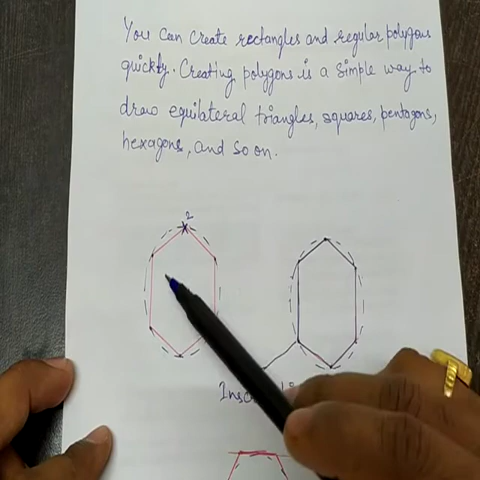 You can create rectangles and regular polygons
quickly. Creating polygons is a simple way to
draw equilateral triangles, squares, pentagons,
hexagons, and so on.
2